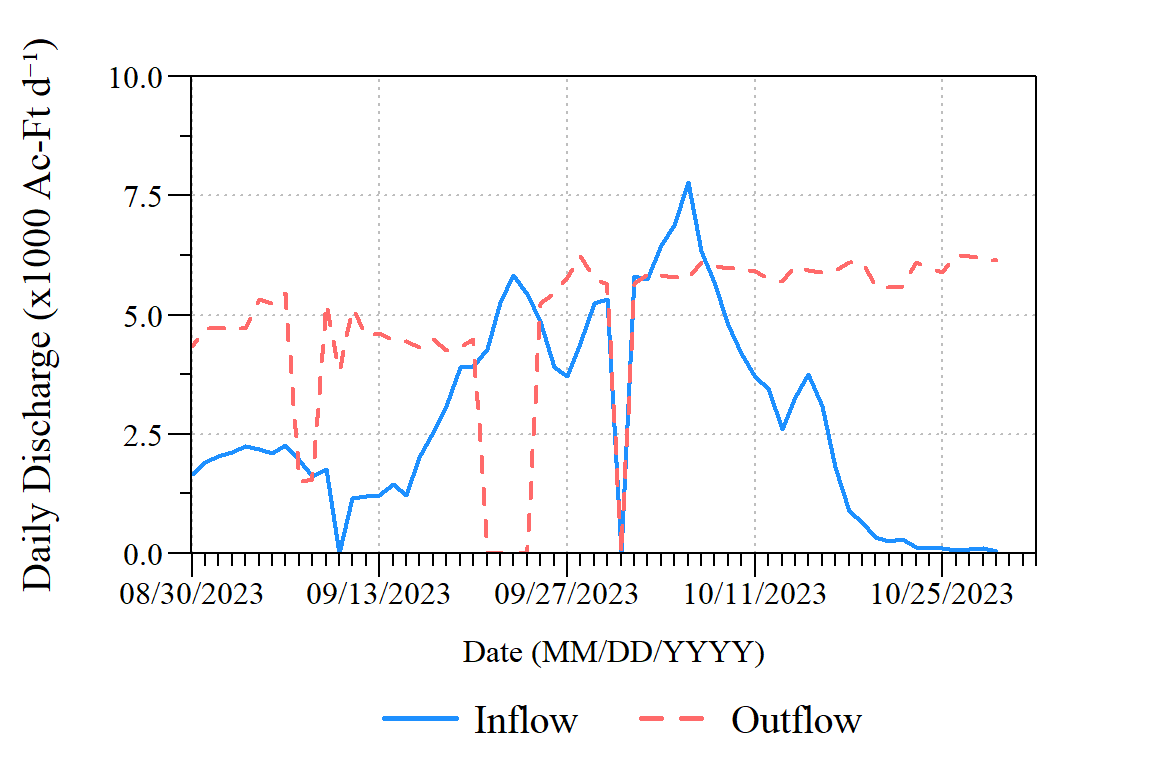 Daily Discharge (x1000 Ac-Ft d⁻¹)
10.0
7.5
5.0
2.5
0.0
08/30/2023 09/13/2023 09/27/2023 10/11/2023 10/25/2023
Date (MM/DD/YYYY)
Inflow Outflow